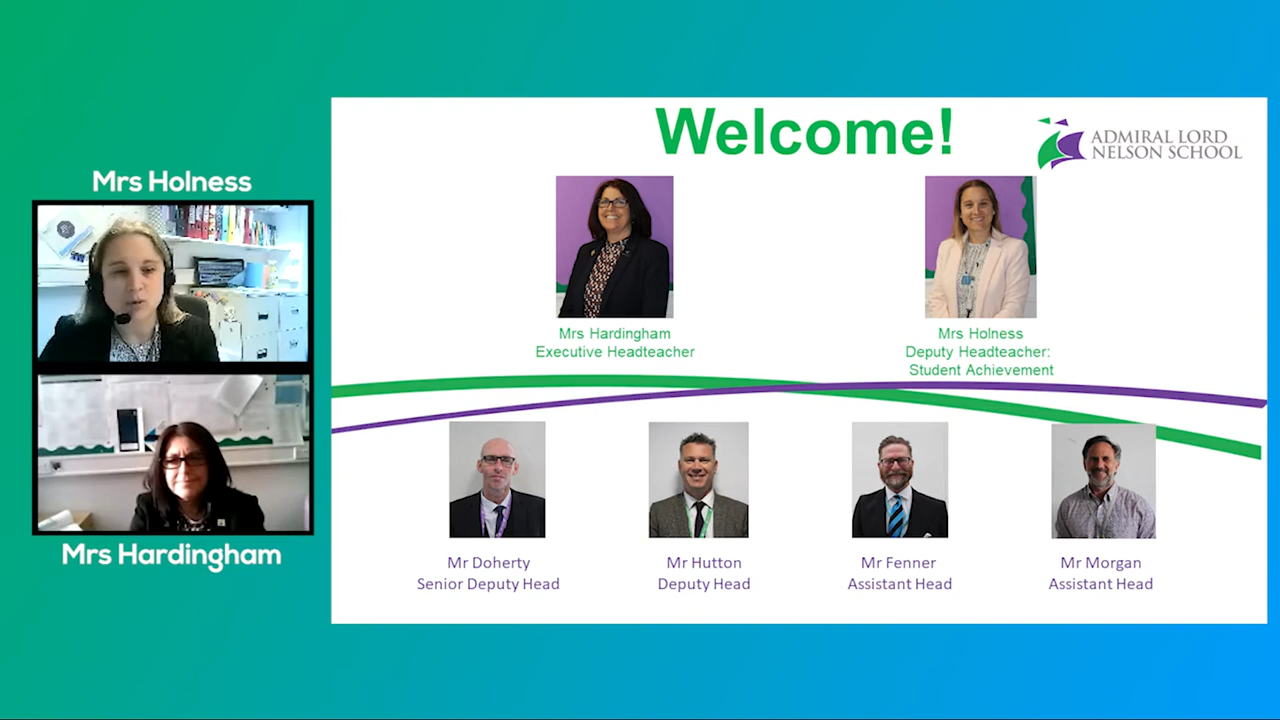 Mrs Holness
Mrs Hardingham
Welcome!
ADMIRAL LORD
NELSON SCHOOL
Mrs Hardingham
Executive Headteacher
Mrs Holness
Deputy Headteacher:
Student Achievement
Mr Doherty
Senior Deputy Head
Mr Hutton
Deputy Head
Mr Fenner
Assistant Head
Mr Morgan
Assistant Head